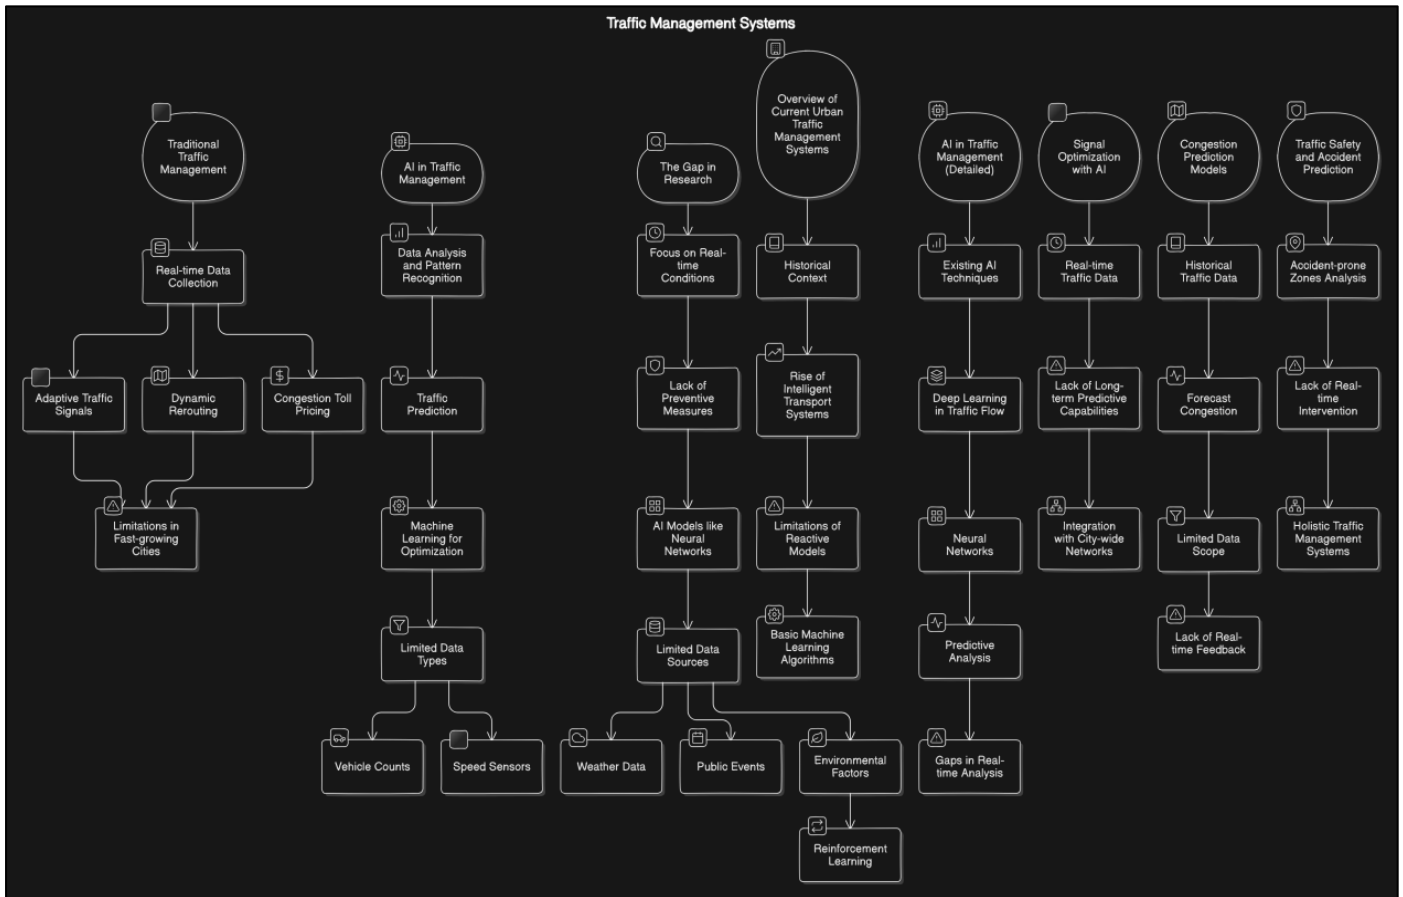 Traffic Management Systems
Traditional
Traffic
Management
Real-time Data
Collection
Adaptive Traffic
Signals
Dynamic
Rerouting
$
Congestion Toll
Pricing
Limitations in
Fast-growing
Cities
AI in Traffic
Management
Data Analysis
and Pattern
Recognition
Traffic
Prediction
Machine
Learning for
Optimization
Limited Data
Types
Vehicle Counts
Speed Sensors
The Gap in
Research
Focus on Real-
time
Conditions
Lack of
Preventive
Measures
AI Models like
Neural
Networks
Limited Data
Sources
Weather Data
Public Events
Environmental
Factors
Reinforcement
Learning
Overview of
Current Urban
Traffic
Management
Systems
Historical
Context
Rise of
Intelligent
Transport
Systems
Limitations of
Reactive
Models
Basic Machine
Learning
Algorithms
AI in Traffic
Management
(Detailed)
Existing AI
Techniques
Deep Learning
in Traffic Flow
Neural
Networks
Predictive
Analysis
Gaps in Real-
time Analysis
Signal
Optimization
with AI
Real-time
Traffic Data
Lack of Long-
term Predictive
Capabilities
Integration
with City-wide
Networks
Congestion
Prediction
Models
Historical
Traffic Data
Forecast
Congestion
Limited Data
Scope
Lack of Real-
time Feedback
Traffic Safety
and Accident
Prediction
Accident-prone
Zones Analysis
Lack of Real-
time
Intervention
Holistic Traffic
Management
Systems